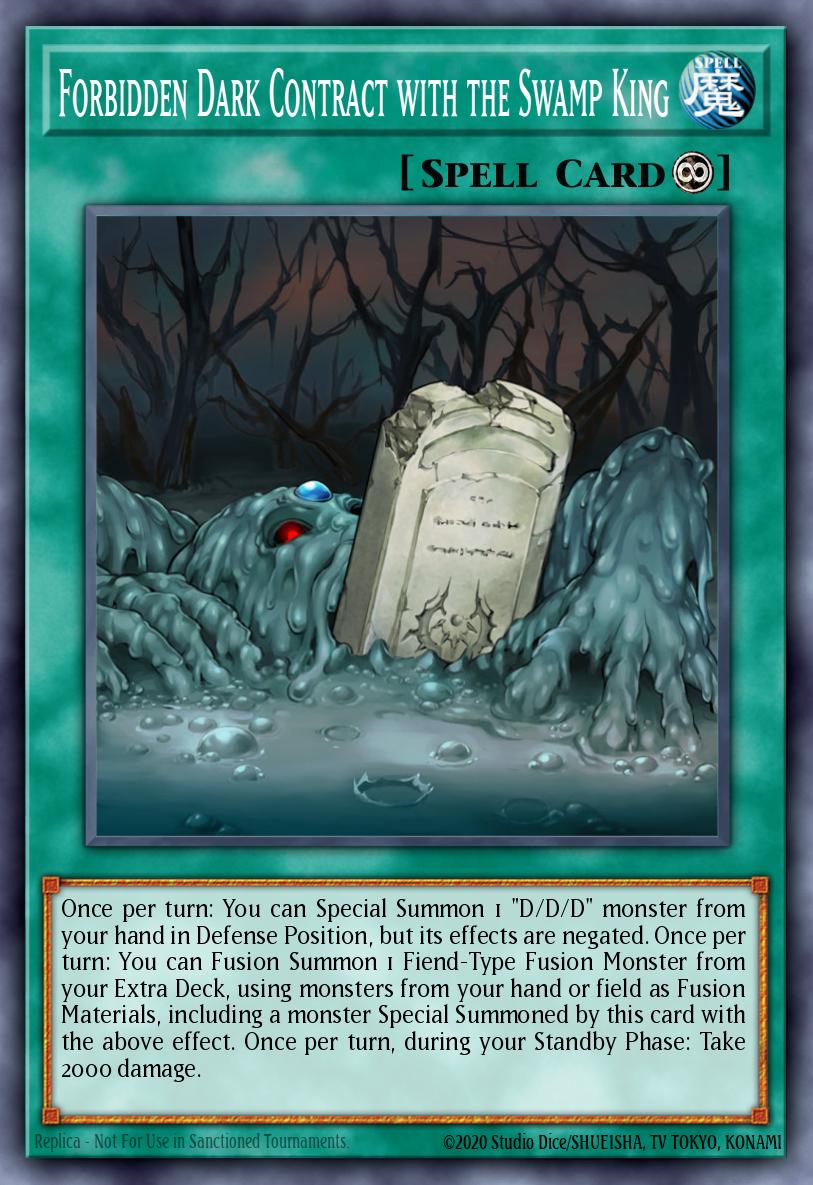 Forbidden Dark Contract with the Swamp King
SPELL
魔
[Spell Card]
Once per turn: You can Special Summon 1 "D/D/D" monster from
your hand in Defense Position, but its effects are negated. Once per
turn: You can Fusion Summon 1 Fiend-Type Fusion Monster from
your Extra Deck, using monsters from your hand or field as Fusion
Materials, including a monster Special Summoned by this card with
the above effect. Once per turn, during your Standby Phase: Take
2000 damage.
Replica - Not For Use in Sanctioned Tournaments.
©2020 Studio Dice/SHUEISHA, TV TOKYO, KONAMI